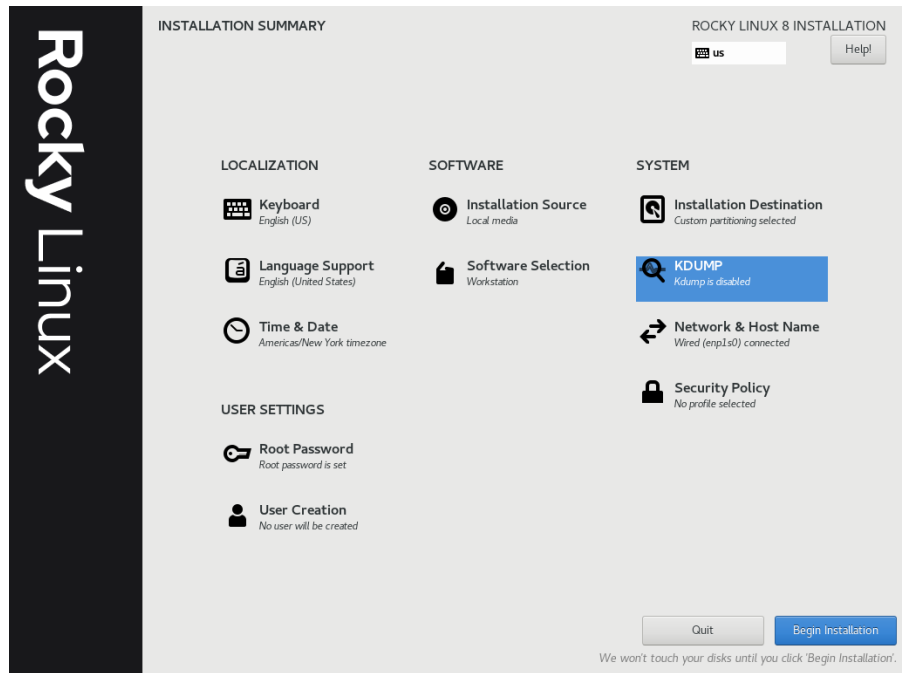 Rocky Linux
INSTALLATION SUMMARY
ROCKY LINUX 8 INSTALLATION
us
Help!
LOCALIZATION
Keyboard
English (US)
Language Support
English (United States)
Time & Date
Americas/New York timezone
USER SETTINGS
Root Password
Root password is set
User Creation
No user will be created
SOFTWARE
Installation Source
Local media
Software Selection
Workstation
SYSTEM
Installation Destination
Custom partitioning selected
KDUMP
Kdump is disabled
Network & Host Name
Wired (enp1s0) connected
Security Policy
No profile selected
Quit
Begin Installation
We won't touch your disks until you click 'Begin Installation'.